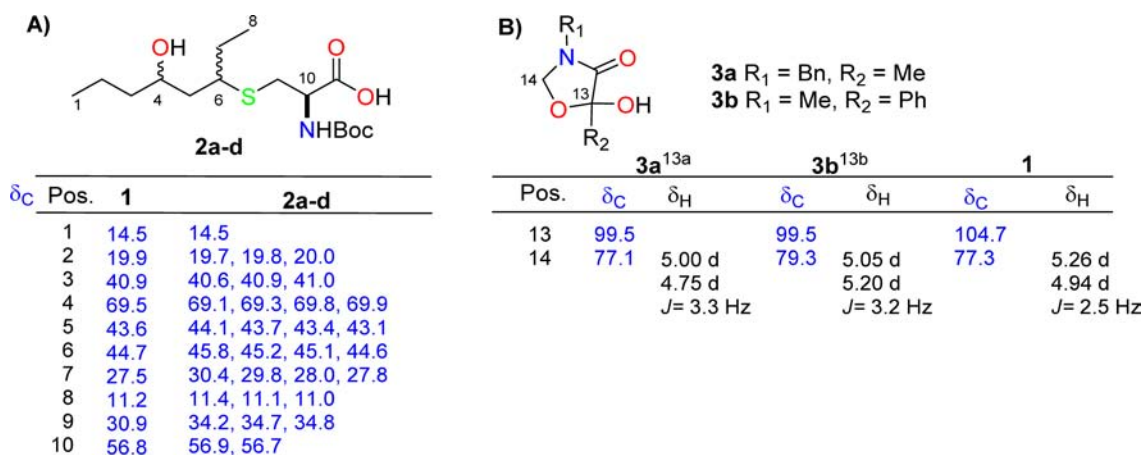 A)
8
OH
O
1
4
6
S
10
OH
NHBoc
2a-d
δC Pos. 1 2a-d
1 14.5 14.5
2 19.9 19.7, 19.8, 20.0
3 40.9 40.6, 40.9, 41.0
4 69.5 69.1, 69.3, 69.8, 69.9
5 43.6 44.1, 43.7, 43.4, 43.1
6 44.7 45.8, 45.2, 45.1, 44.6
7 27.5 30.4, 29.8, 28.0, 27.8
8 11.2 11.4, 11.1, 11.0
9 30.9 34.2, 34.7, 34.8
10 56.8 56.9, 56.7
B)
R1
N
O
14
13
O
OH
R2
3a R1 = Bn, R2 = Me
3b R1 = Me, R2 = Ph
3a13a 3b13b 1
Pos. δC δH δC δH δC δH
13 99.5 99.5 104.7
14 77.1 5.00 d 79.3 5.05 d 77.3 5.26 d
4.75 d 5.20 d 4.94 d
J= 3.3 Hz J= 3.2 Hz J= 2.5 Hz